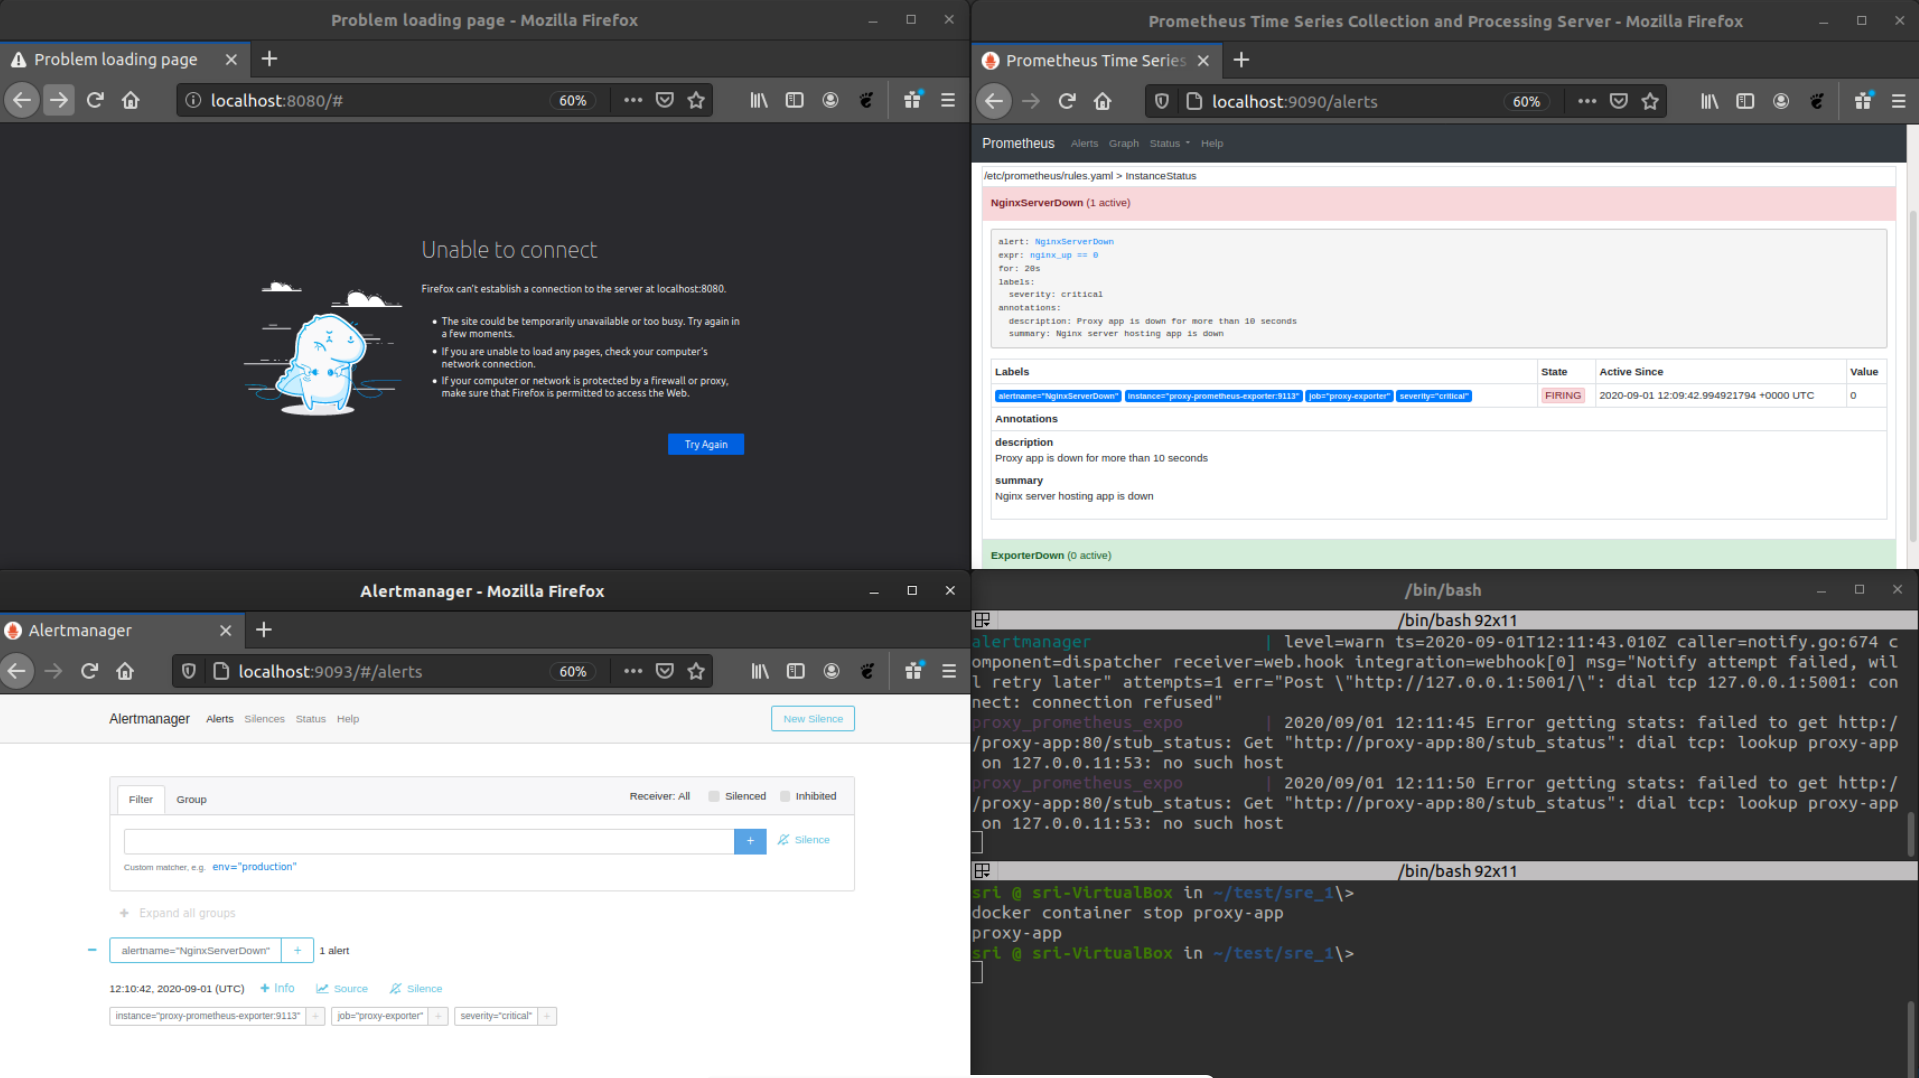 Problem loading page - Mozilla Firefox
Problem loading page
localhost:8080/#
60%
Unable to connect
Firefox can't establish a connection to the server at localhost:8080.
• The site could be temporarily unavailable or too busy. Try again in
a few moments.
• If you are unable to load any pages, check your computer's
network connection.
• If your computer or network is protected by a firewall or proxy,
make sure that Firefox is permitted to access the Web.
Try Again
Prometheus Time Series Collection and Processing Server - Mozilla Firefox
Prometheus Time Series
localhost:9090/alerts
60%
Prometheus Alerts Graph Status Help
/etc/prometheus/rules.yaml > InstanceStatus
NginxServerDown (1 active)
alert: NginxServerDown
expr: nginx_up == 0
for: 20s
labels:
severity: critical
annotations:
description: Proxy app is down for more than 10 seconds
summary: Nginx server hosting app is down
Labels State Active Since Value
alertname="NginxServerDown" instance="proxy-prometheus-exporter:9113" job="proxy-exporter" severity="critical" FIRING 2020-09-01 12:09:42.994921794 +0000 UTC 0
Annotations
description
Proxy app is down for more than 10 seconds
summary
Nginx server hosting app is down
ExporterDown (0 active)
Alertmanager - Mozilla Firefox
Alertmanager
localhost:9093/#/alerts
60%
Alertmanager Alerts Silences Status Help New Silence
Filter Group Receiver: All Silenced Inhibited
+ Silence
Custom matcher, e.g. env="production"
+ Expand all groups
− alertname="NginxServerDown" + 1 alert
12:10:42, 2020-09-01 (UTC) + Info Source Silence
instance="proxy-prometheus-exporter:9113" + job="proxy-exporter" + severity="critical" +
/bin/bash
/bin/bash 92x11
alertmanager | level=warn ts=2020-09-01T12:11:43.010Z caller=notify.go:674 c
omponent=dispatcher receiver=web.hook integration=webhook[0] msg="Notify attempt failed, wil
l retry later" attempts=1 err="Post \"http://127.0.0.1:5001/\": dial tcp 127.0.0.1:5001: con
nect: connection refused"
proxy_prometheus_expo | 2020/09/01 12:11:45 Error getting stats: failed to get http:/
/proxy-app:80/stub_status: Get "http://proxy-app:80/stub_status": dial tcp: lookup proxy-app
on 127.0.0.11:53: no such host
proxy_prometheus_expo | 2020/09/01 12:11:50 Error getting stats: failed to get http:/
/proxy-app:80/stub_status: Get "http://proxy-app:80/stub_status": dial tcp: lookup proxy-app
on 127.0.0.11:53: no such host
/bin/bash 92x11
sri @ sri-VirtualBox in ~/test/sre_1\>
docker container stop proxy-app
proxy-app
sri @ sri-VirtualBox in ~/test/sre_1\>